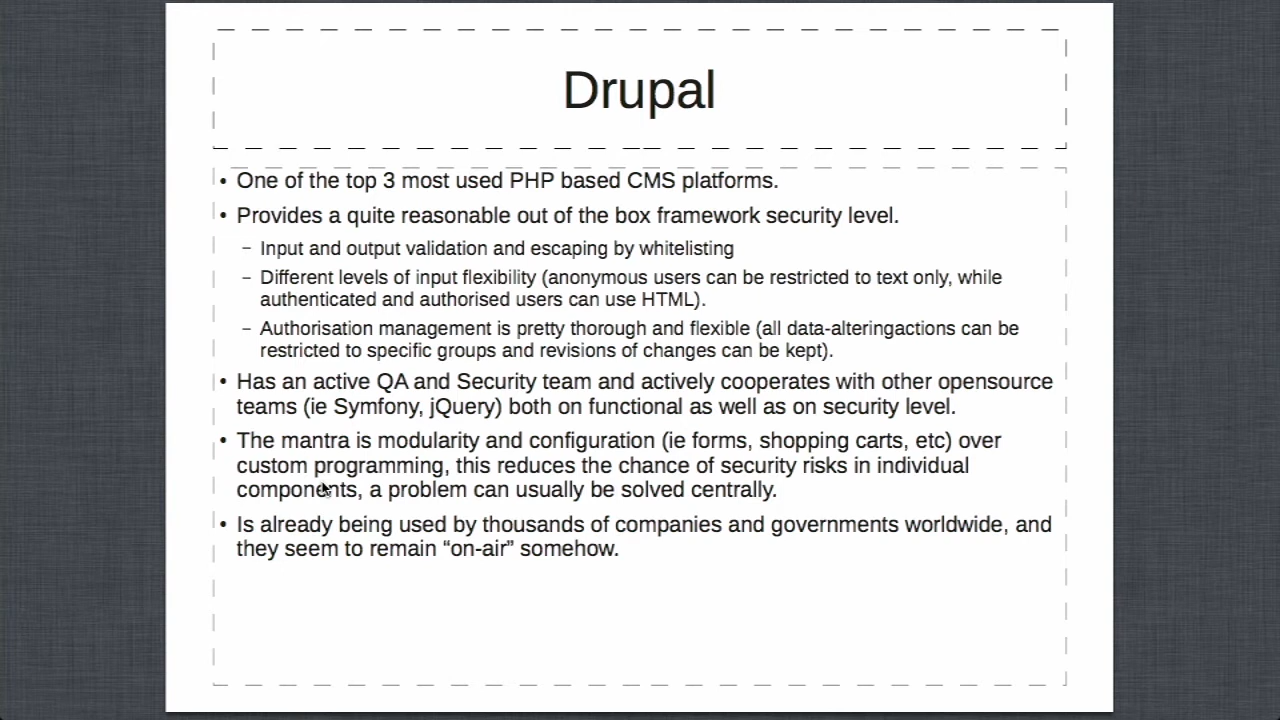 Drupal
• One of the top 3 most used PHP based CMS platforms.
• Provides a quite reasonable out of the box framework security level.
– Input and output validation and escaping by whitelisting
– Different levels of input flexibility (anonymous users can be restricted to text only, while
authenticated and authorised users can use HTML).
– Authorisation management is pretty thorough and flexible (all data-alteringactions can be
restricted to specific groups and revisions of changes can be kept).
• Has an active QA and Security team and actively cooperates with other opensource
teams (ie Symfony, jQuery) both on functional as well as on security level.
• The mantra is modularity and configuration (ie forms, shopping carts, etc) over
custom programming, this reduces the chance of security risks in individual
components, a problem can usually be solved centrally.
• Is already being used by thousands of companies and governments worldwide, and
they seem to remain “on-air” somehow.